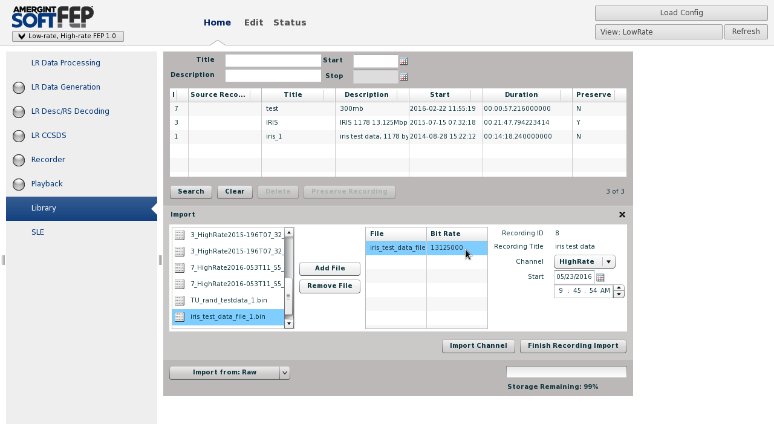 AMERGINT
SOFTFEP
Low-rate, High-rate FEP 1.0
Home Edit Status
Load Config
View: LowRate Refresh
LR Data Processing
LR Data Generation
LR Desc/RS Decoding
LR CCSDS
Recorder
Playback
Library
SLE
Title Start
Description Stop
I Source Reco... Title Description Start Duration Preserve
7 test 300mb 2016-02-22 11:55:19 00:00:57.216000000 N
3 IRIS IRIS 1178 13.125Mbp 2015-07-15 07:32:18 00:21:47.794223414 Y
1 iris_1 iris test data, 1178 by 2014-08-28 15:22:12 00:14:18.240000000 N
Search Clear Delete Preserve Recording 3 of 3
Import
3_HighRate2015-196T07_32_
3_HighRate2015-196T07_32_
7_HighRate2016-053T11_55_
7_HighRate2016-053T11_55_
TU_rand_testdata_1.bin
iris_test_data_file_1.bin
Add File
Remove File
File Bit Rate
iris_test_data_file 13125000
Recording ID 8
Recording Title iris test data
Channel HighRate
Start 05/23/2016
9 : 45 : 54 AM
Import Channel Finish Recording Import
Import from: Raw
Storage Remaining: 99%